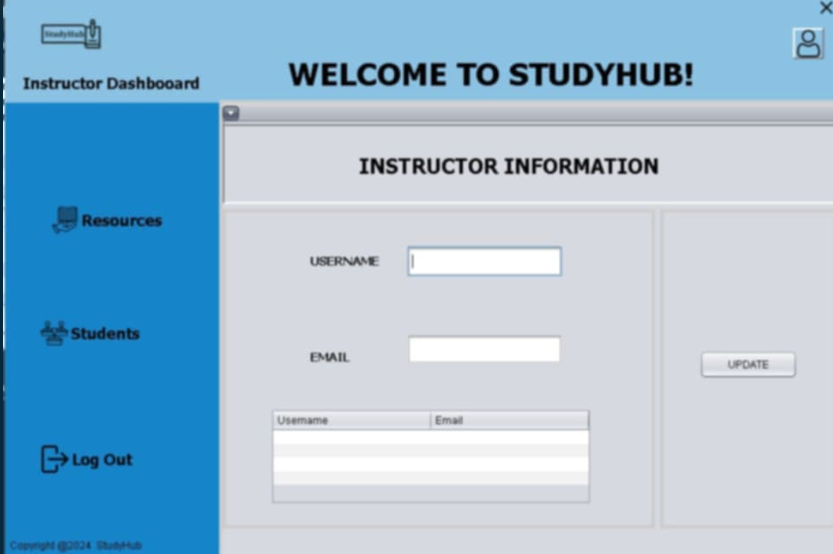 StudyHub
Instructor Dashbooard
WELCOME TO STUDYHUB!
INSTRUCTOR INFORMATION
Resources
USERNAME
Students
EMAIL
UPDATE
Username Email
Log Out
Copyright @2024 StudyHub